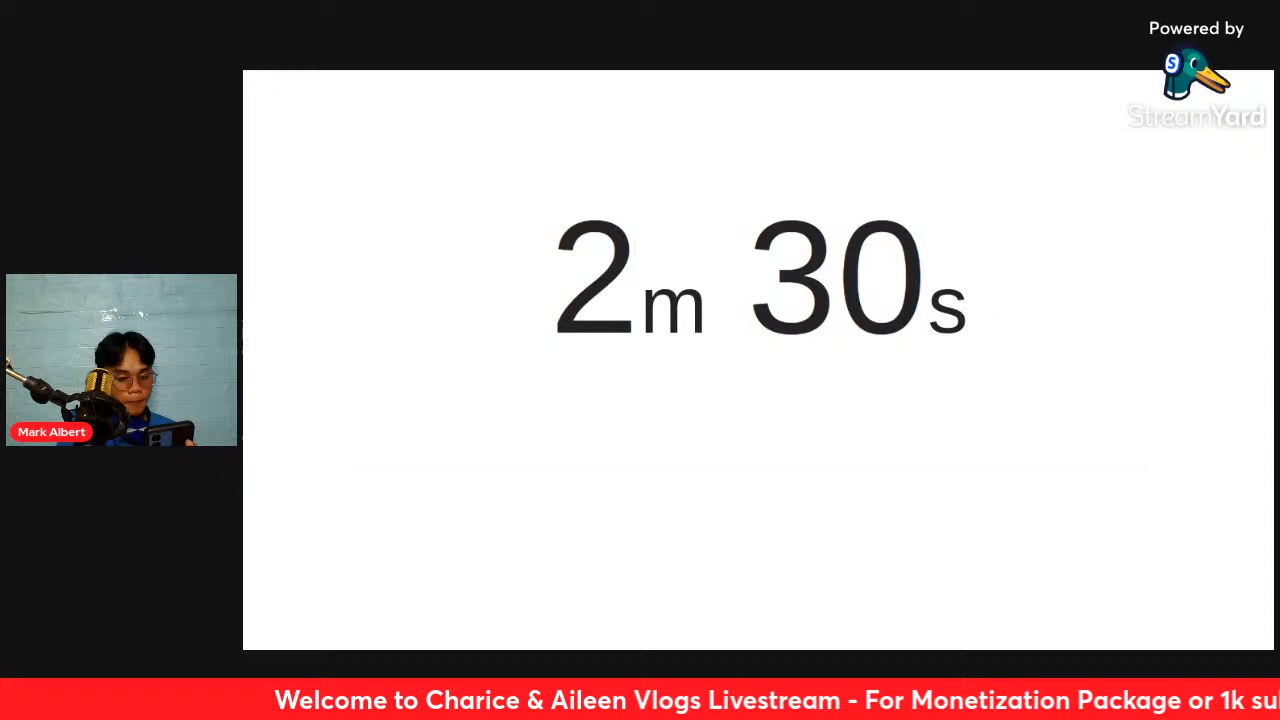 Powered by
StreamYard
2m 30s
Mark Albert
Welcome to Charice & Aileen Vlogs Livestream - For Monetization Package or 1k